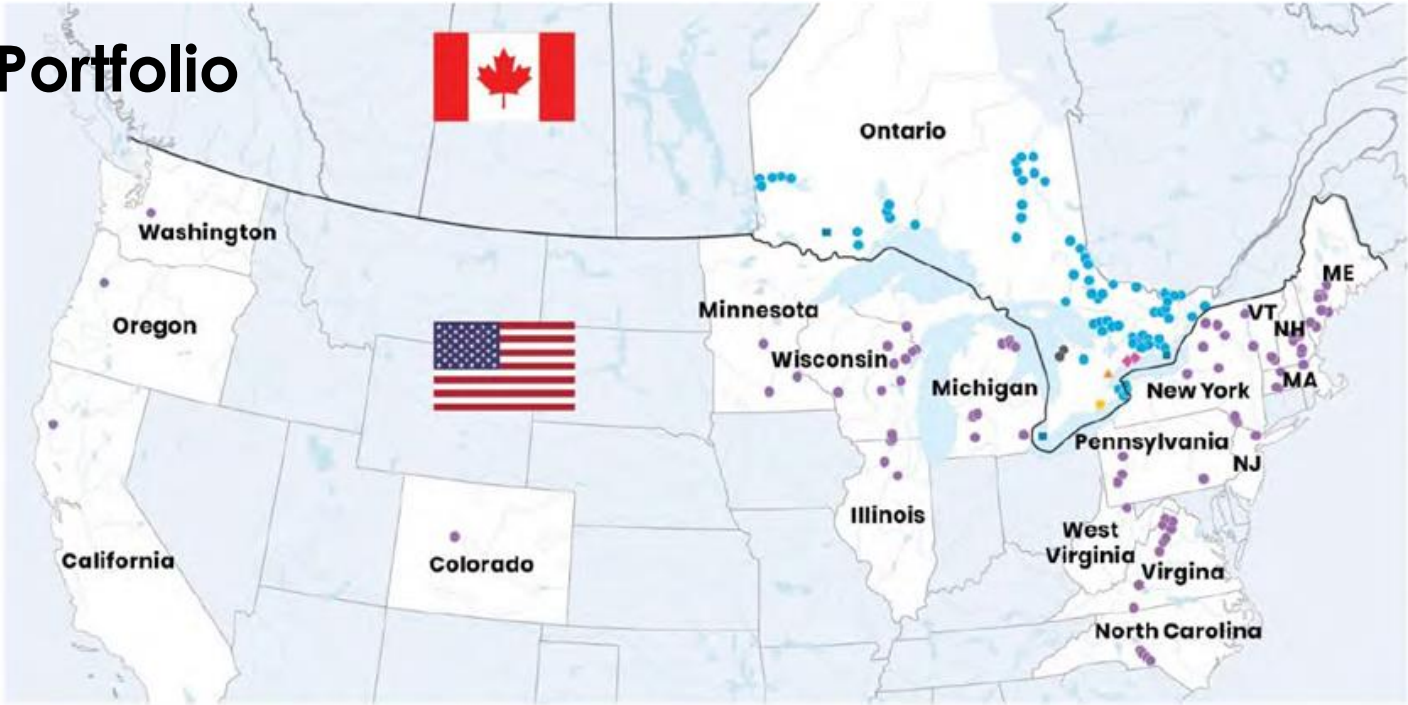 Portfolio
Ontario
Washington
Oregon
Minnesota
Wisconsin
Michigan
ME
VT
NH
MA
New York
Pennsylvania
NJ
Illinois
West
Virginia
Virgina
California
Colorado
North Carolina